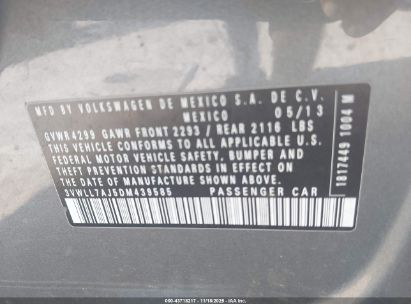 MFD BY VOLKSWAGEN DE MEXICO S.A. DE C.V.
MEXICO 05/13
GVWR 4299 GAWR FRONT 2293 / REAR 2116 LBS
THIS VEHICLE CONFORMS TO ALL APPLICABLE U.S.
FEDERAL MOTOR VEHICLE SAFETY, BUMPER AND
THEFT PREVENTION STANDARDS IN EFFECT ON THE
DATE OF MANUFACTURE SHOWN ABOVE
3VWLL7AJ5DM439585 PASSENGER CAR
1817449 1004 M